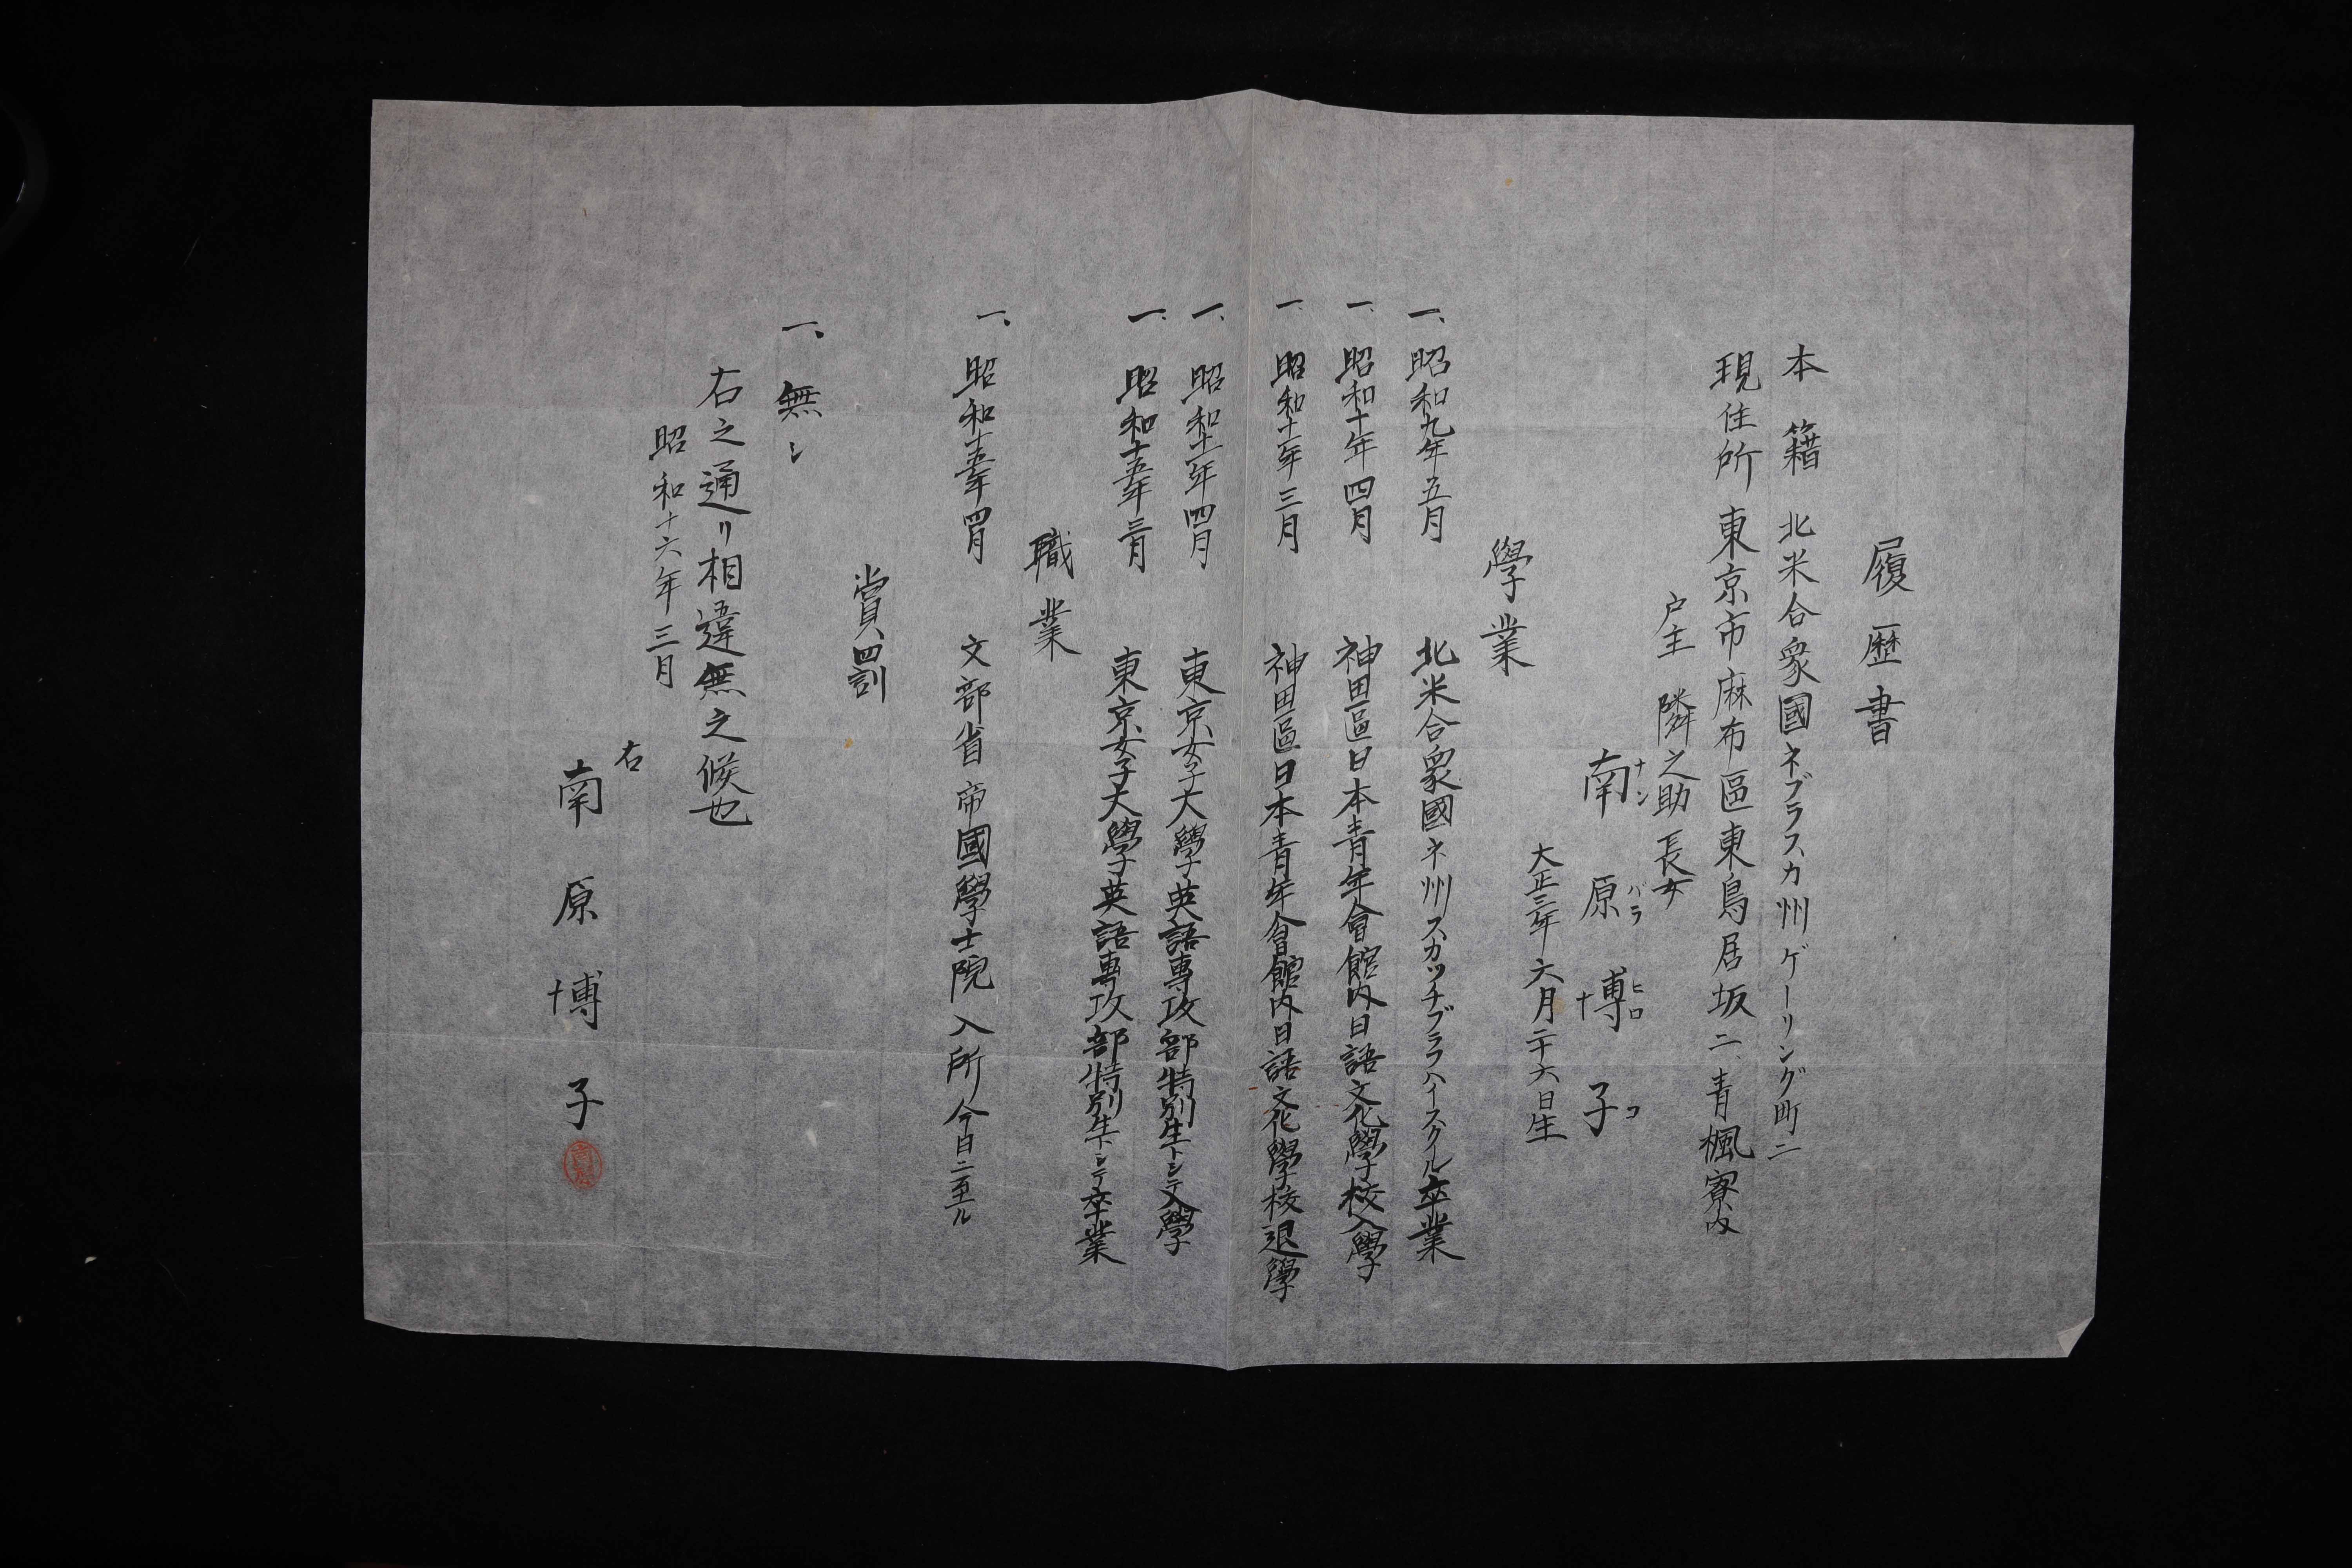 履歴書
本籍 北米合衆國ネブラスカ州ゲーリング町二
現住所 東京市麻布區東鳥居坂二、青楓寮内
戸主 隣之助長女
南原博子
ナンバラヒロコ
大正三年六月二十六日生
學業
一、昭和九年五月 北米合衆國ネ州スカッチブラフハイスクル卒業
一、昭和十年四月 神田區日本青年會館内日語文化學校入學
一、昭和十一年三月 神田區日本青年會館内日語文化學校退學
一、昭和十一年四月 東京女子大學英語專攻部特別生トシテ入學
一、昭和十五年三月 東京女子大學英語專攻部特別生トシテ卒業
職業
一、昭和十五年四月 文部省帝國學士院入所今日ニ至ル
賞罰
一、無シ
右之通リ相違無之候也
昭和十六年三月
右
南原博子